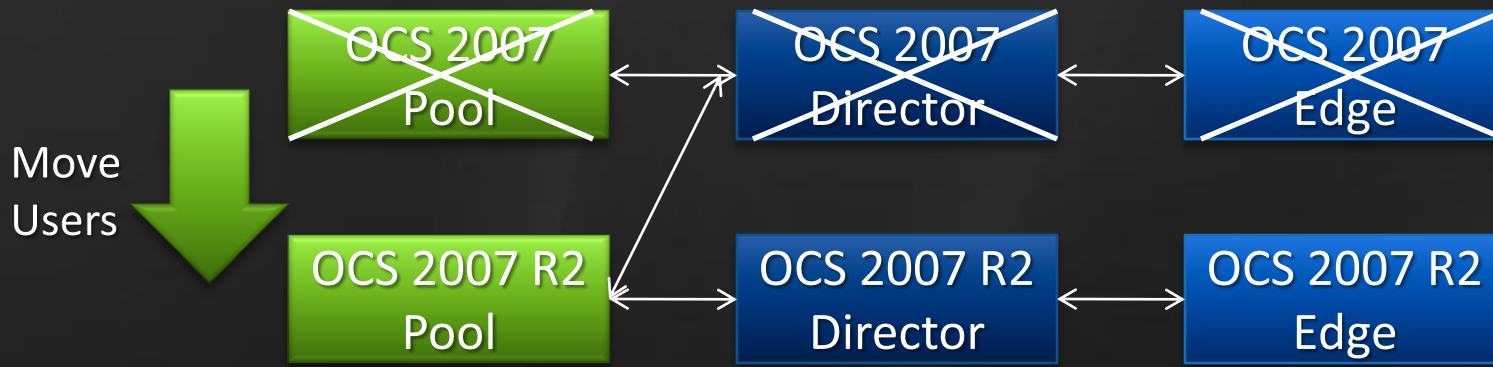 OCS 2007
Pool
OCS 2007
Director
OCS 2007
Edge
Move
Users
OCS 2007 R2
Pool
OCS 2007 R2
Director
OCS 2007 R2
Edge